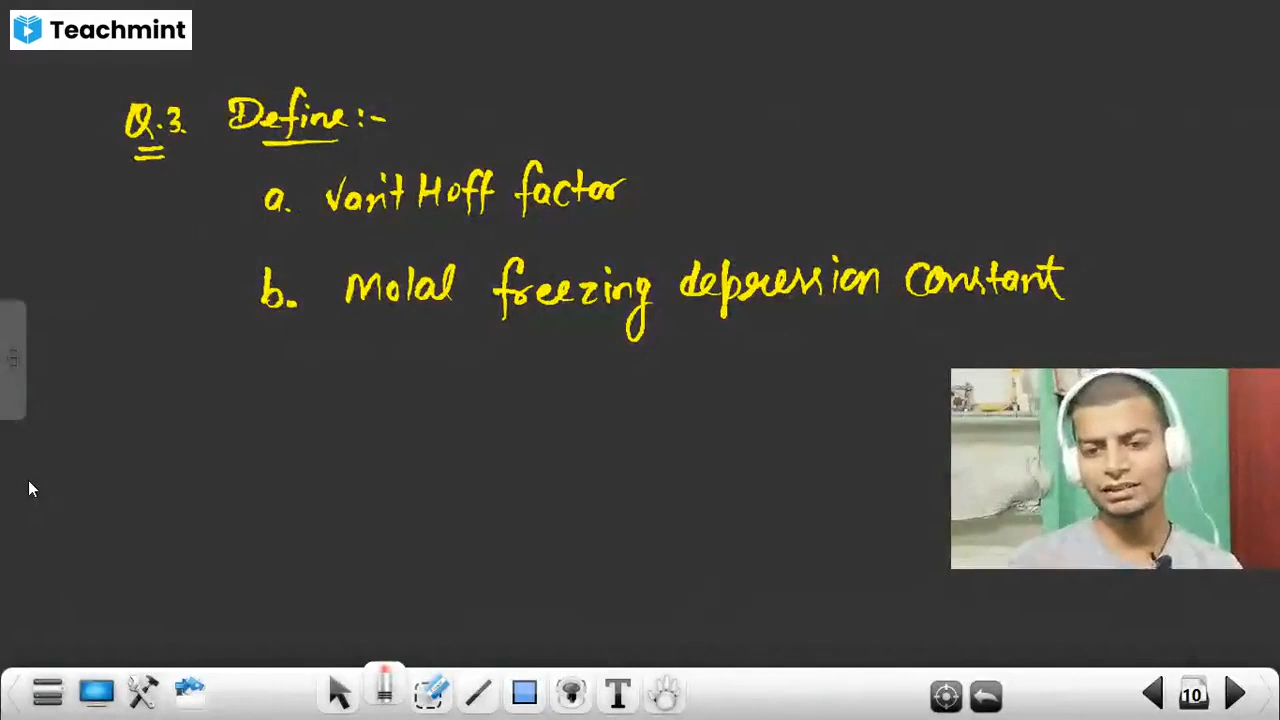 Teachmint
Q.3. Define:-
a. Van't Hoff factor
b. Molal freezing depression constant
10